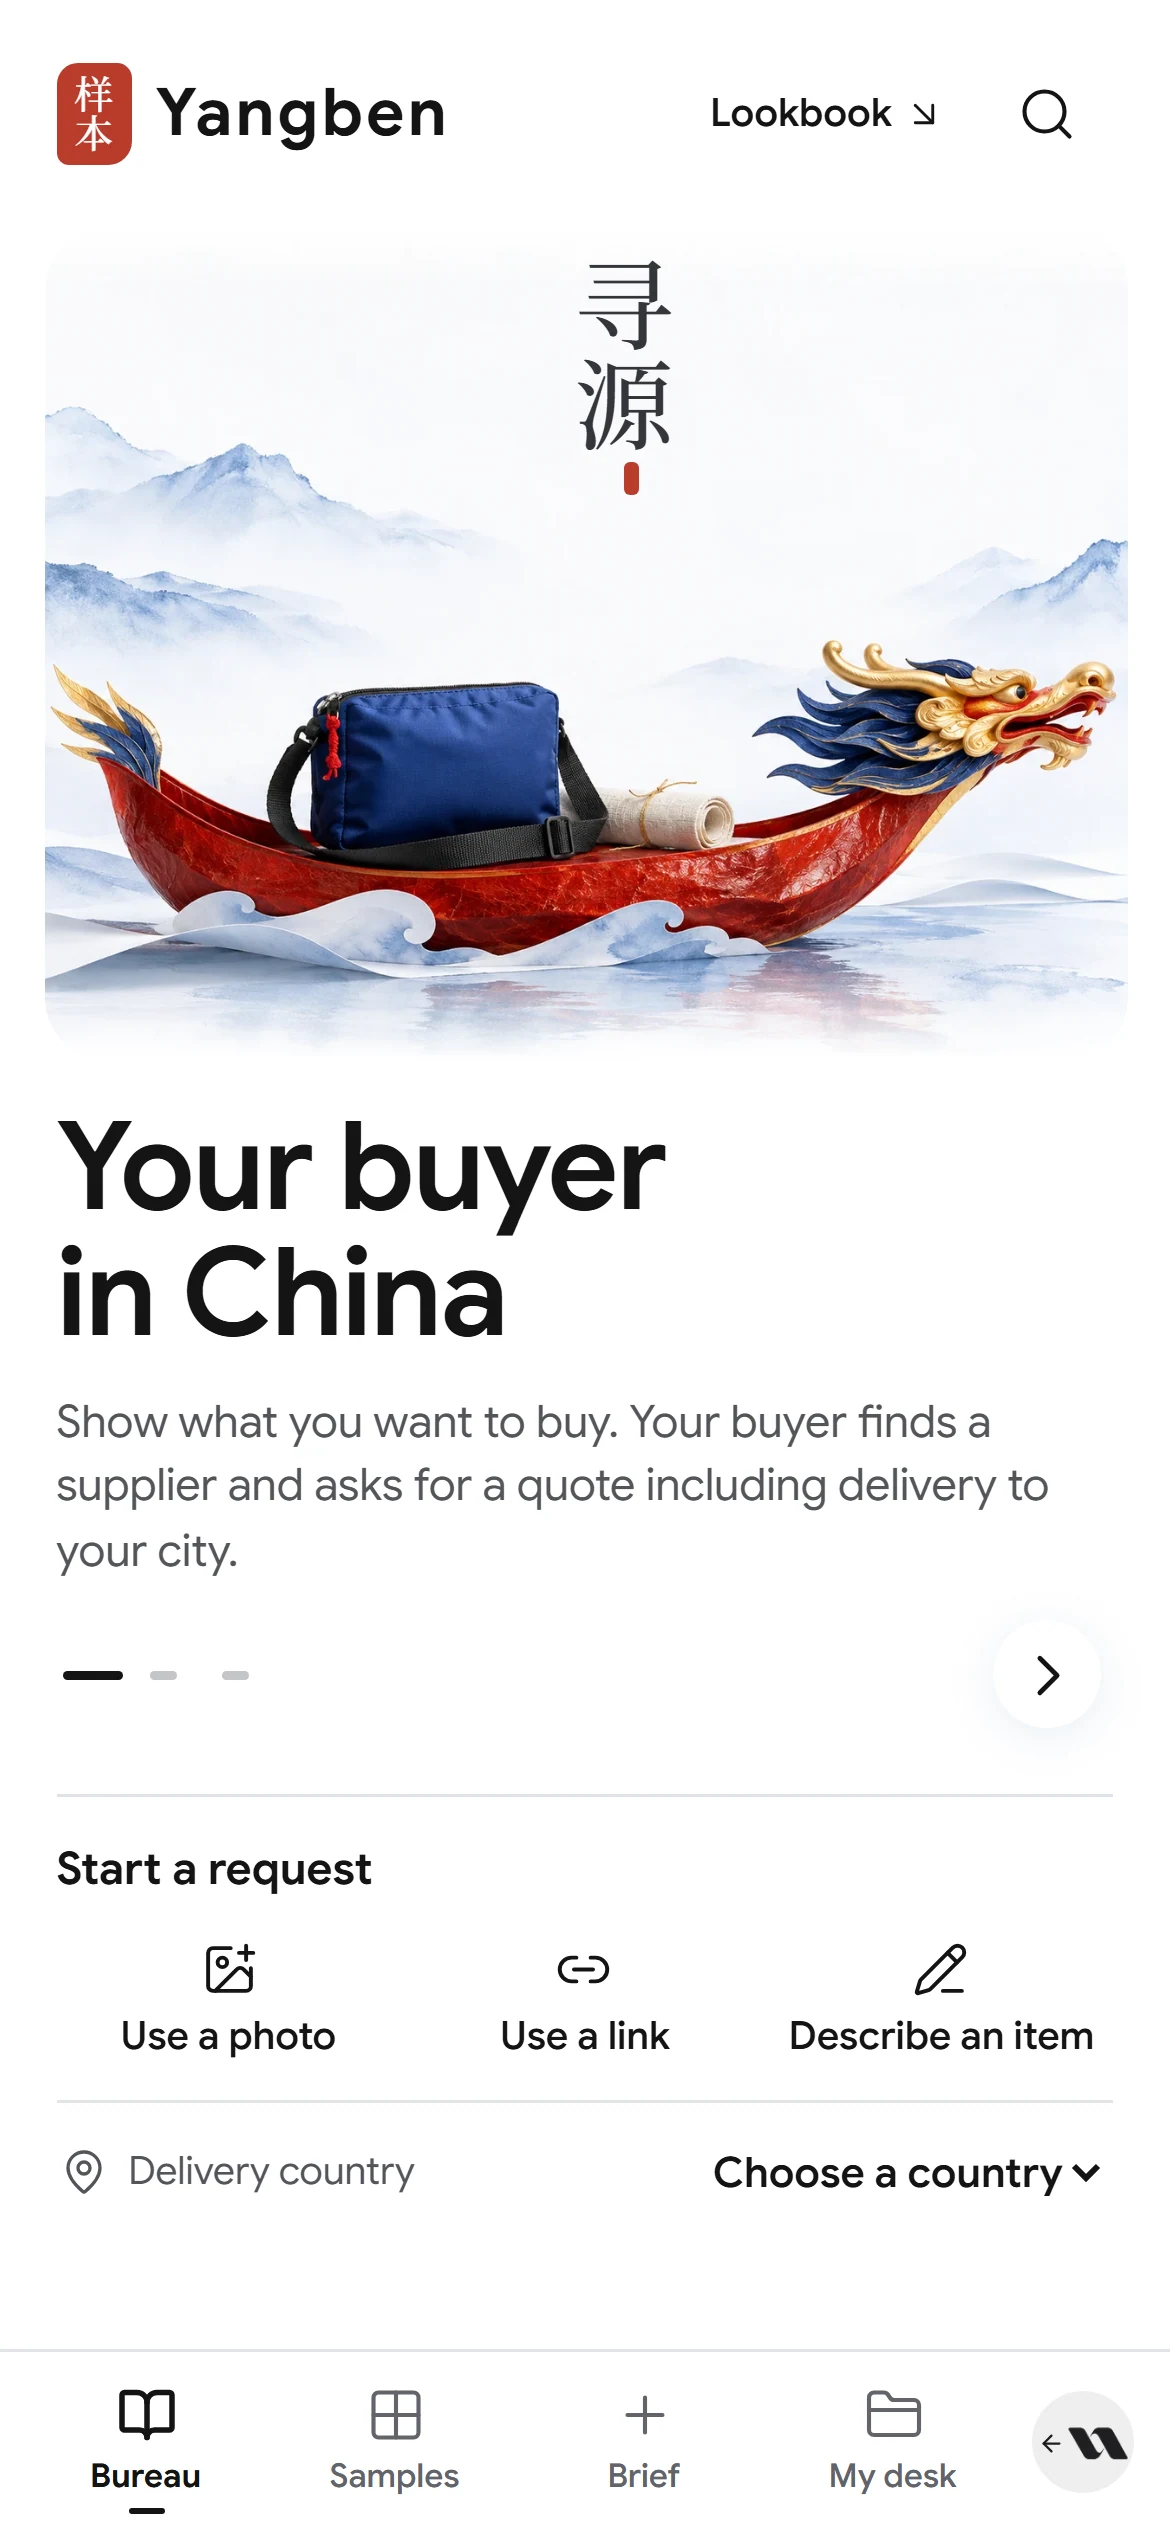 样本
Yangben
Lookbook
寻源
Your buyer
in China
Show what you want to buy. Your buyer finds a
supplier and asks for a quote including delivery to
your city.
Start a request
Use a photo
Use a link
Describe an item
Delivery country
Choose a country
Bureau
Samples
Brief
My desk